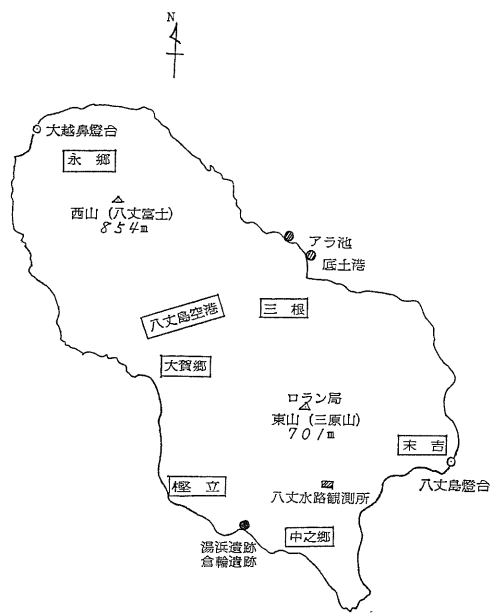 N
大越鼻燈台
永郷
西山(八丈富士)
854m
アラ池
底土港
八丈島空港
三根
大賀郷
ロラン局
東山(三原山)
701m
末吉
八丈島燈台
樫立
八丈水路観測所
湯浜遺跡
倉輪遺跡
中之郷